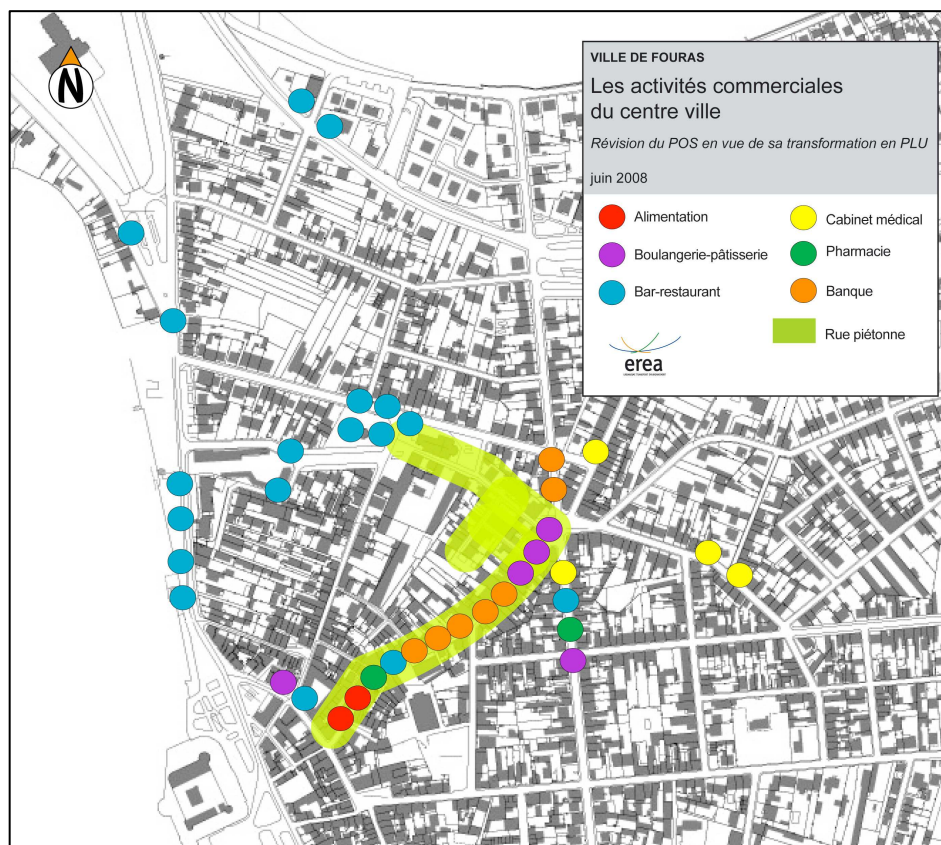 N
VILLE DE FOURAS
Les activités commerciales
du centre ville
Révision du POS en vue de sa transformation en PLU
juin 2008
Alimentation
Boulangerie-pâtisserie
Bar-restaurant
Cabinet médical
Pharmacie
Banque
Rue piétonne
erea